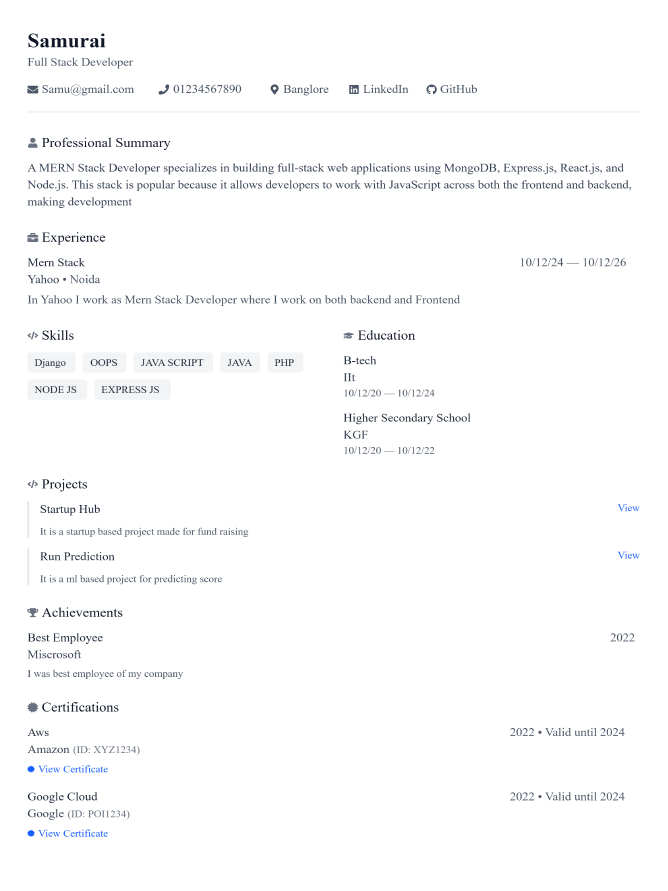 Samurai
Full Stack Developer
Samu@gmail.com 01234567890 Banglore LinkedIn GitHub
Professional Summary
A MERN Stack Developer specializes in building full-stack web applications using MongoDB, Express.js, React.js, and
Node.js. This stack is popular because it allows developers to work with JavaScript across both the frontend and backend,
making development
Experience
Mern Stack 10/12/24 — 10/12/26
Yahoo • Noida
In Yahoo I work as Mern Stack Developer where I work on both backend and Frontend
Skills
Django OOPS JAVA SCRIPT JAVA PHP
NODE JS EXPRESS JS
Education
B-tech
IIt
10/12/20 — 10/12/24
Higher Secondary School
KGF
10/12/20 — 10/12/22
Projects
Startup Hub View
It is a startup based project made for fund raising
Run Prediction View
It is a ml based project for predicting score
Achievements
Best Employee 2022
Miscrosoft
I was best employee of my company
Certifications
Aws 2022 • Valid until 2024
Amazon (ID: XYZ1234)
View Certificate
Google Cloud 2022 • Valid until 2024
Google (ID: POI1234)
View Certificate